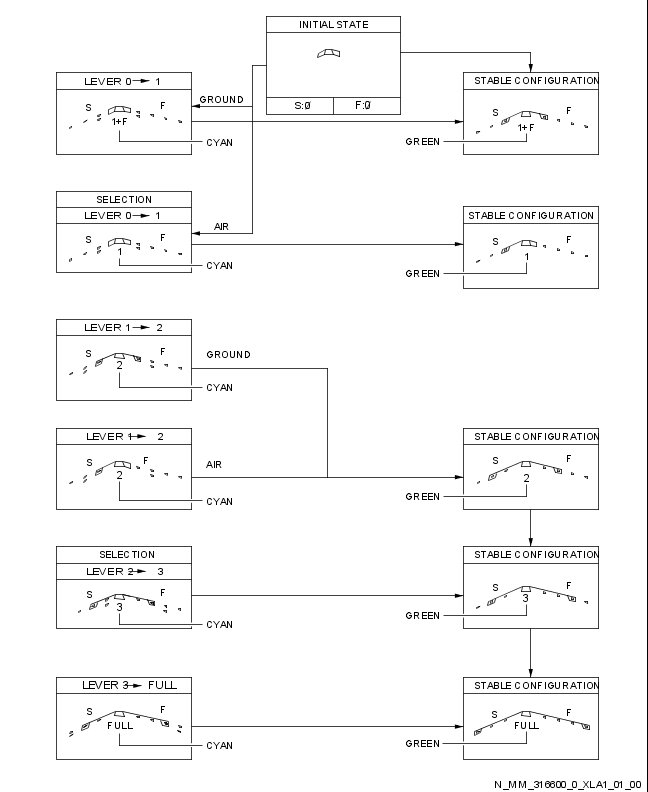 INITIAL STATE
S:0 F:0
LEVER 0 → 1
S F
1+F
GROUND
CYAN
STABLE CONFIGURATION
S F
1+F
GREEN
SELECTION
LEVER 0 → 1
S F
1
AIR
CYAN
STABLE CONFIGURATION
S F
1
GREEN
LEVER 1 → 2
S F
2
GROUND
CYAN
LEVER 1 → 2
S F
2
AIR
CYAN
STABLE CONFIGURATION
S F
2
GREEN
SELECTION
LEVER 2 → 3
S F
3
CYAN
STABLE CONFIGURATION
S F
3
GREEN
LEVER 3 → FULL
S F
FULL
CYAN
STABLE CONFIGURATION
S F
FULL
GREEN
N_MM_316600_0_XLA1_01_00